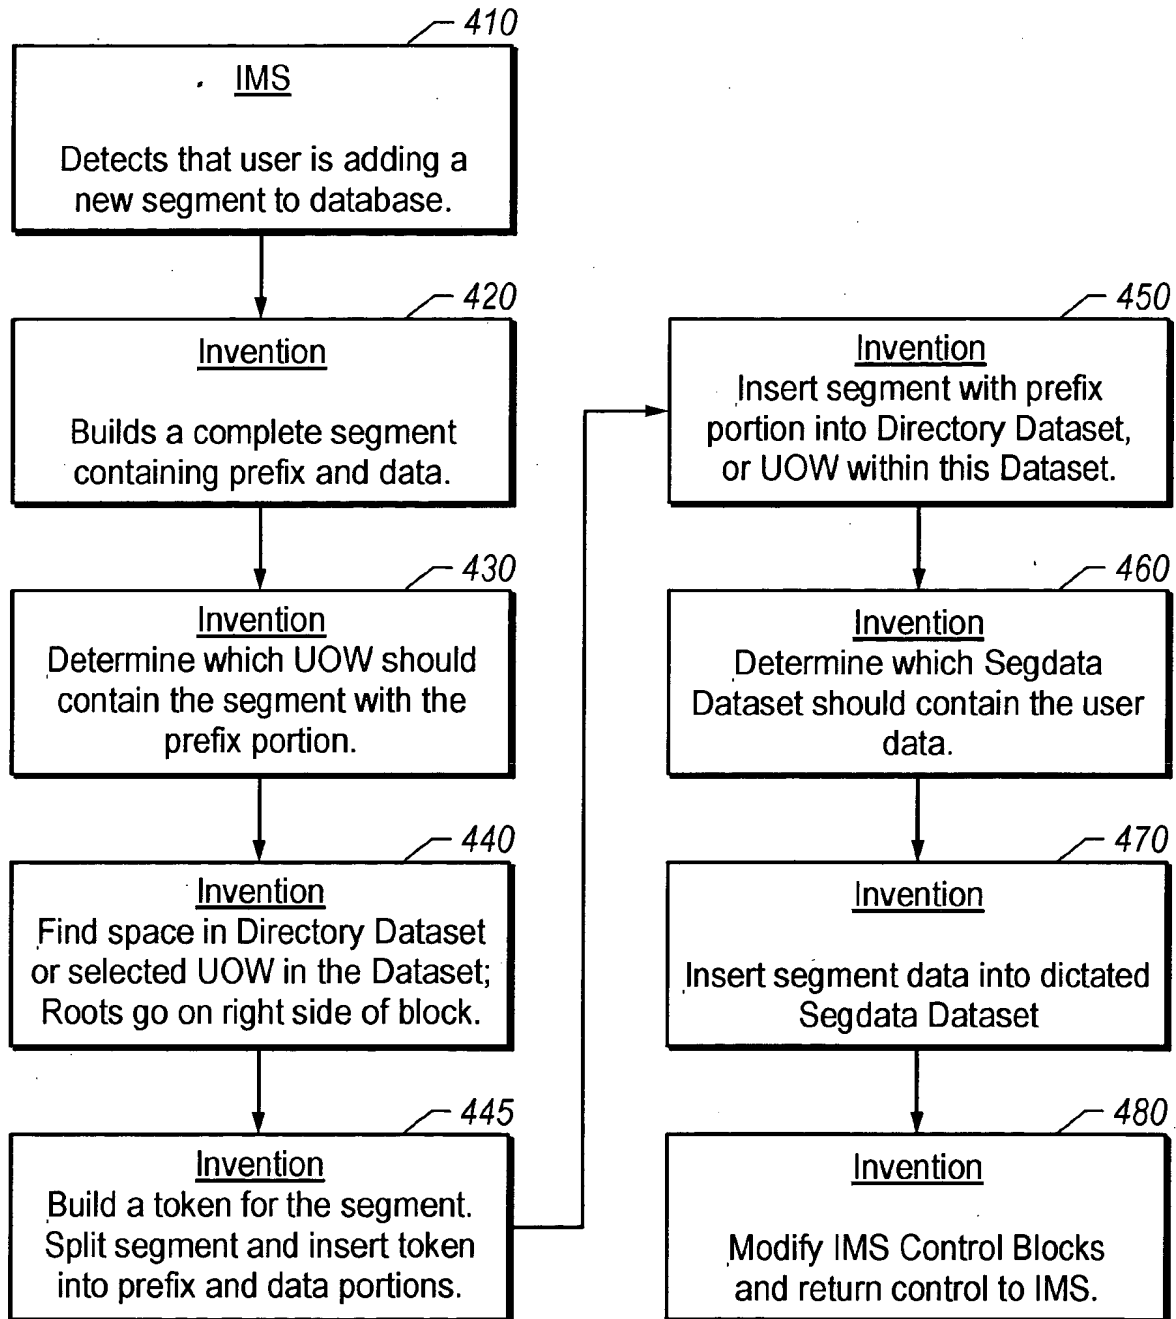 410
IMS
Detects that user is adding a
new segment to database.
420
Invention
Builds a complete segment
containing prefix and data.
430
Invention
Determine which UOW should
contain the segment with the
prefix portion.
440
Invention
Find space in Directory Dataset
or selected UOW in the Dataset;
Roots go on right side of block.
445
Invention
Build a token for the segment.
Split segment and insert token
into prefix and data portions.
450
Invention
Insert segment with prefix
portion into Directory Dataset,
or UOW within this Dataset.
460
Invention
Determine which Segdata
Dataset should contain the user
data.
470
Invention
Insert segment data into dictated
Segdata Dataset
480
Invention
Modify IMS Control Blocks
and return control to IMS.